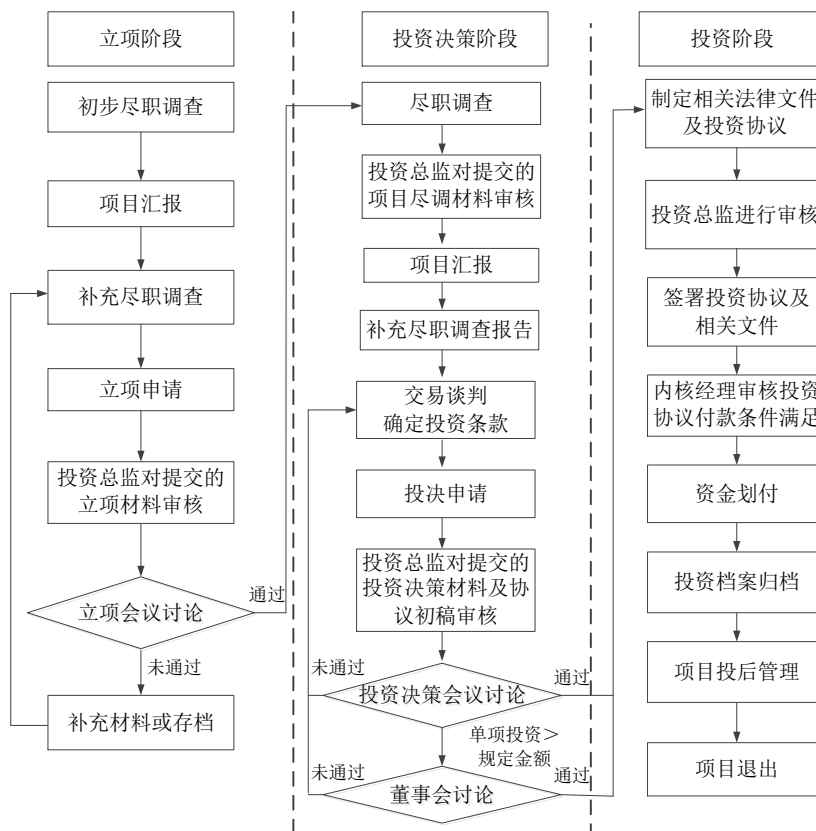 立项阶段
初步尽职调查
项目汇报
补充尽职调查
立项申请
投资总监对提交的
立项材料审核
立项会议讨论
通过
未通过
补充材料或存档
投资决策阶段
尽职调查
投资总监对提交的
项目尽调材料审核
项目汇报
补充尽职调查报告
交易谈判
确定投资条款
投决申请
投资总监对提交的
投资决策材料及协
议初稿审核
未通过
投资决策会议讨论
通过
单项投资>
规定金额
未通过
董事会讨论
通过
投资阶段
制定相关法律文件
及投资协议
投资总监进行审核
签署投资协议及
相关文件
内核经理审核投资
协议付款条件满足
资金划付
投资档案归档
项目投后管理
项目退出